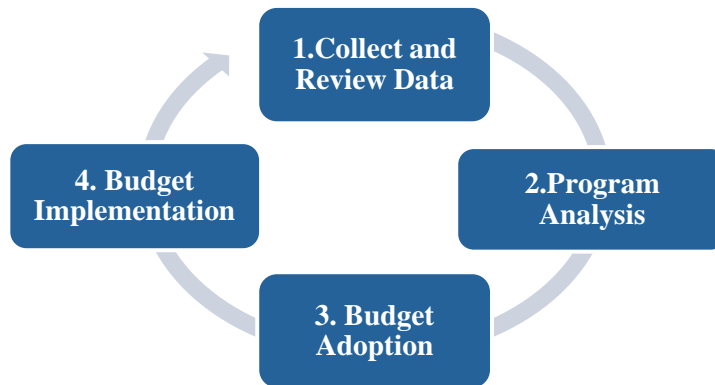 1.Collect and
Review Data
2.Program
Analysis
3. Budget
Adoption
4. Budget
Implementation